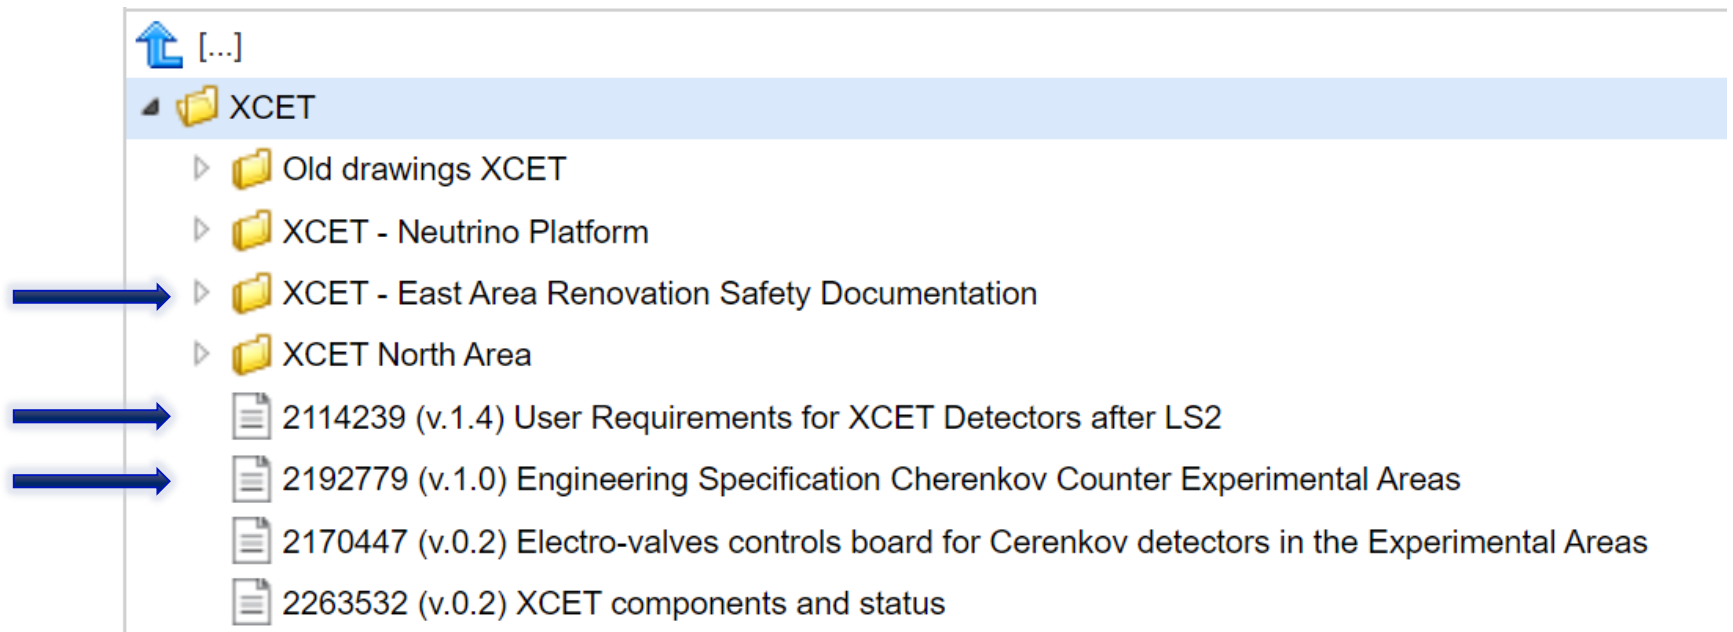 [...]
XCET
Old drawings XCET
XCET - Neutrino Platform
XCET - East Area Renovation Safety Documentation
XCET North Area
2114239 (v.1.4) User Requirements for XCET Detectors after LS2
2192779 (v.1.0) Engineering Specification Cherenkov Counter Experimental Areas
2170447 (v.0.2) Electro-valves controls board for Cerenkov detectors in the Experimental Areas
2263532 (v.0.2) XCET components and status